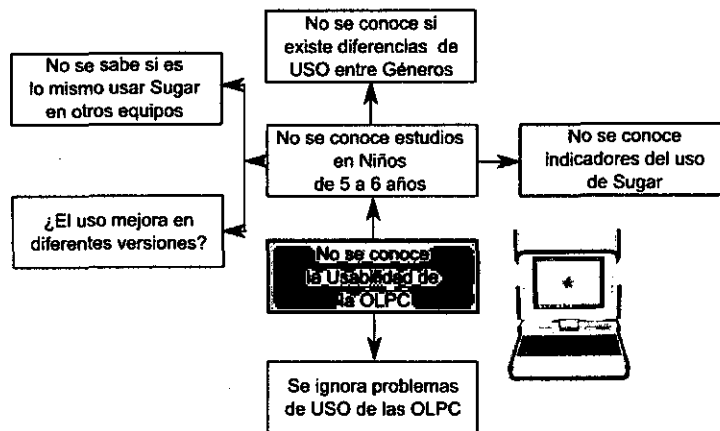 No se conoce si
existe diferencias de
USO entre Géneros
No se sabe si es
lo mismo usar Sugar
en otros equipos
No se conoce estudios
en Niños
de 5 a 6 años
No se conoce
indicadores del uso
de Sugar
¿El uso mejora en
diferentes versiones?
No se conoce
la Usabilidad de
la OLPC
Se ignora problemas
de USO de las OLPC